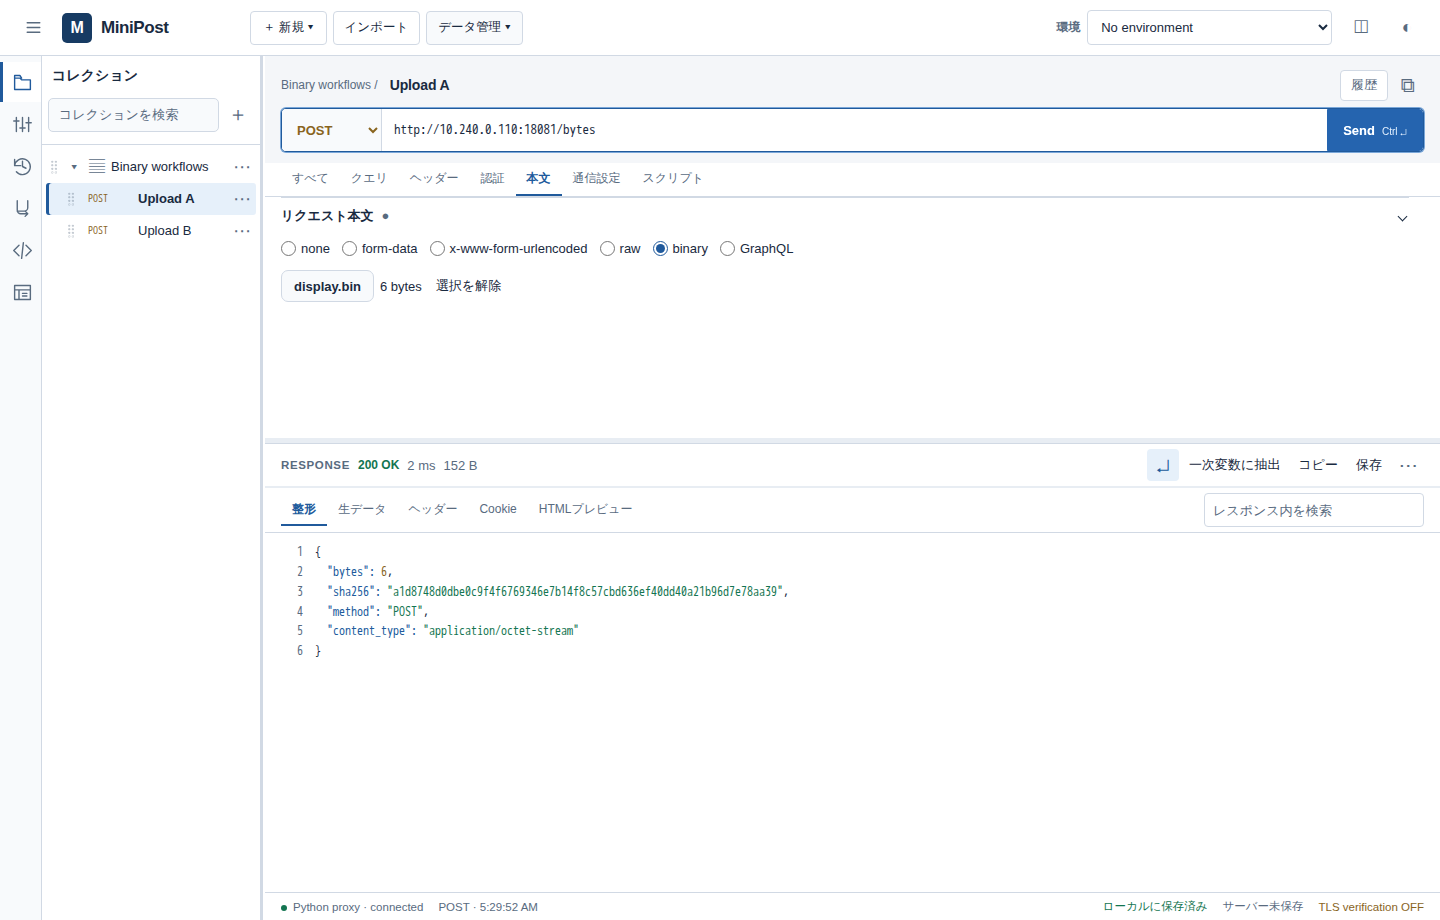 M MiniPost ＋ 新規 ▾ インポート データ管理 ▾ 環境 No environment
コレクション
コレクションを検索 ＋
Binary workflows ···
POST Upload A ···
POST Upload B ···
Binary workflows / Upload A 履歴
POST http://10.240.0.110:18081/bytes Send Ctrl ↵
すべて クエリ ヘッダー 認証 本文 通信設定 スクリプト
リクエスト本文 ●
none form-data x-www-form-urlencoded raw binary GraphQL
display.bin 6 bytes 選択を解除
RESPONSE 200 OK 2 ms 152 B 一次変数に抽出 コピー 保存 ···
整形 生データ ヘッダー Cookie HTMLプレビュー レスポンス内を検索
1 {
2 "bytes": 6,
3 "sha256": "a1d8748d0dbe0c9f4f6769346e7b14f8c57cbd636ef40dd40a21b96d7e78aa39",
4 "method": "POST",
5 "content_type": "application/octet-stream"
6 }
Python proxy · connected POST · 5:29:52 AM ローカルに保存済み サーバー未保存 TLS verification OFF